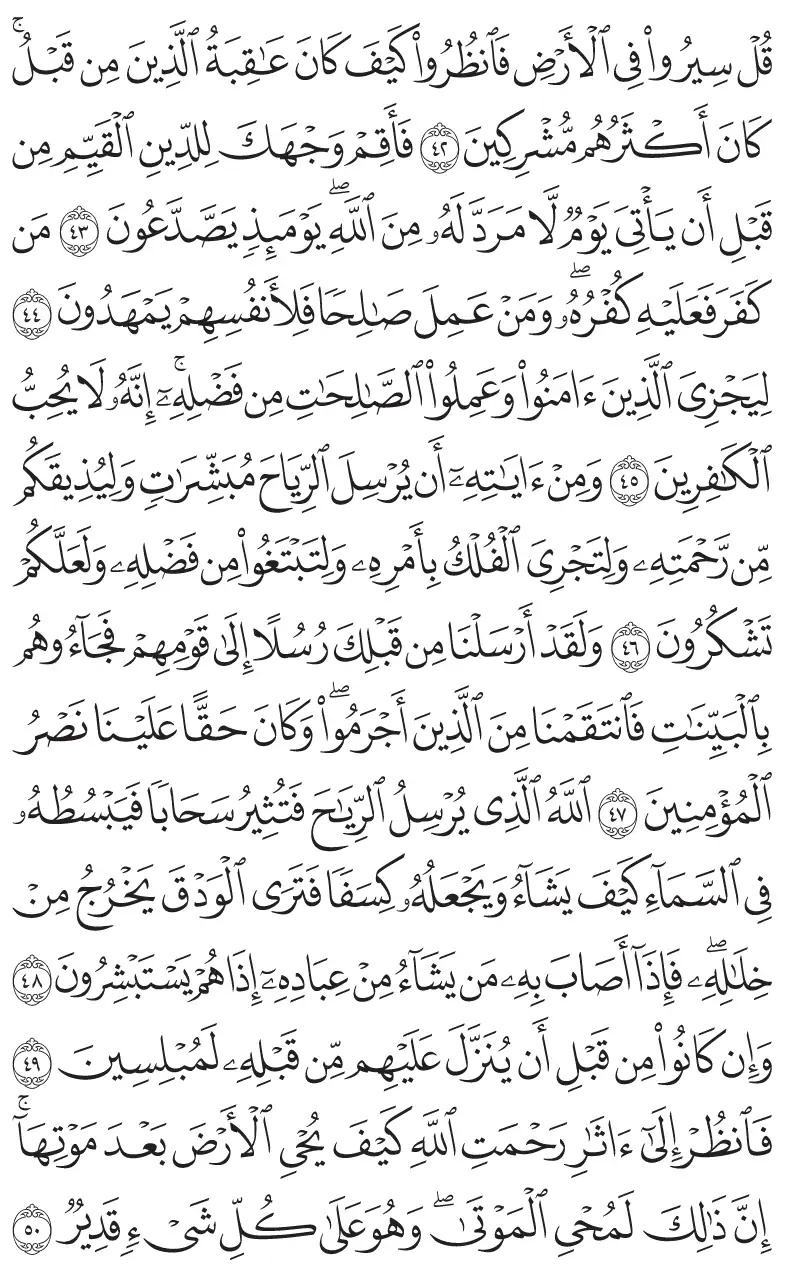 قُلۡ سِيرُواْ فِي ٱلۡأَرۡضِ فَٱنظُرُواْ كَيۡفَ كَانَ عَٰقِبَةُ ٱلَّذِينَ مِن قَبۡلُۚ
كَانَ أَكۡثَرُهُم مُّشۡرِكِينَ ٤٢ فَأَقِمۡ وَجۡهَكَ لِلدِّينِ ٱلۡقَيِّمِ مِن
قَبۡلِ أَن يَأۡتِيَ يَوۡمٞ لَّا مَرَدَّ لَهُۥ مِنَ ٱللَّهِۖ يَوۡمَئِذٖ يَصَّدَّعُونَ ٤٣ مَن
كَفَرَ فَعَلَيۡهِ كُفۡرُهُۥۖ وَمَنۡ عَمِلَ صَٰلِحٗا فَلِأَنفُسِهِمۡ يَمۡهَدُونَ ٤٤
لِيَجۡزِيَ ٱلَّذِينَ ءَامَنُواْ وَعَمِلُواْ ٱلصَّٰلِحَٰتِ مِن فَضۡلِهِۦٓۚ إِنَّهُۥ لَا يُحِبُّ
ٱلۡكَٰفِرِينَ ٤٥ وَمِنۡ ءَايَٰتِهِۦٓ أَن يُرۡسِلَ ٱلرِّيَاحَ مُبَشِّرَٰتٖ وَلِيُذِيقَكُم
مِّن رَّحۡمَتِهِۦ وَلِتَجۡرِيَ ٱلۡفُلۡكُ بِأَمۡرِهِۦ وَلِتَبۡتَغُواْ مِن فَضۡلِهِۦ وَلَعَلَّكُمۡ
تَشۡكُرُونَ ٤٦ وَلَقَدۡ أَرۡسَلۡنَا مِن قَبۡلِكَ رُسُلًا إِلَىٰ قَوۡمِهِمۡ فَجَآءُوهُم
بِٱلۡبَيِّنَٰتِ فَٱنتَقَمۡنَا مِنَ ٱلَّذِينَ أَجۡرَمُواْۖ وَكَانَ حَقًّا عَلَيۡنَا نَصۡرُ
ٱلۡمُؤۡمِنِينَ ٤٧ ٱللَّهُ ٱلَّذِي يُرۡسِلُ ٱلرِّيَٰحَ فَتُثِيرُ سَحَابٗا فَيَبۡسُطُهُۥ
فِي ٱلسَّمَآءِ كَيۡفَ يَشَآءُ وَيَجۡعَلُهُۥ كِسَفٗا فَتَرَى ٱلۡوَدۡقَ يَخۡرُجُ مِنۡ
خِلَٰلِهِۦۖ فَإِذَآ أَصَابَ بِهِۦ مَن يَشَآءُ مِنۡ عِبَادِهِۦٓ إِذَا هُمۡ يَسۡتَبۡشِرُونَ ٤٨
وَإِن كَانُواْ مِن قَبۡلِ أَن يُنَزَّلَ عَلَيۡهِم مِّن قَبۡلِهِۦ لَمُبۡلِسِينَ ٤٩
فَٱنظُرۡ إِلَىٰٓ ءَاثَٰرِ رَحۡمَتِ ٱللَّهِ كَيۡفَ يُحۡيِ ٱلۡأَرۡضَ بَعۡدَ مَوۡتِهَآۚ
إِنَّ ذَٰلِكَ لَمُحۡيِ ٱلۡمَوۡتَىٰۖ وَهُوَ عَلَىٰ كُلِّ شَيۡءٖ قَدِيرٞ ٥٠